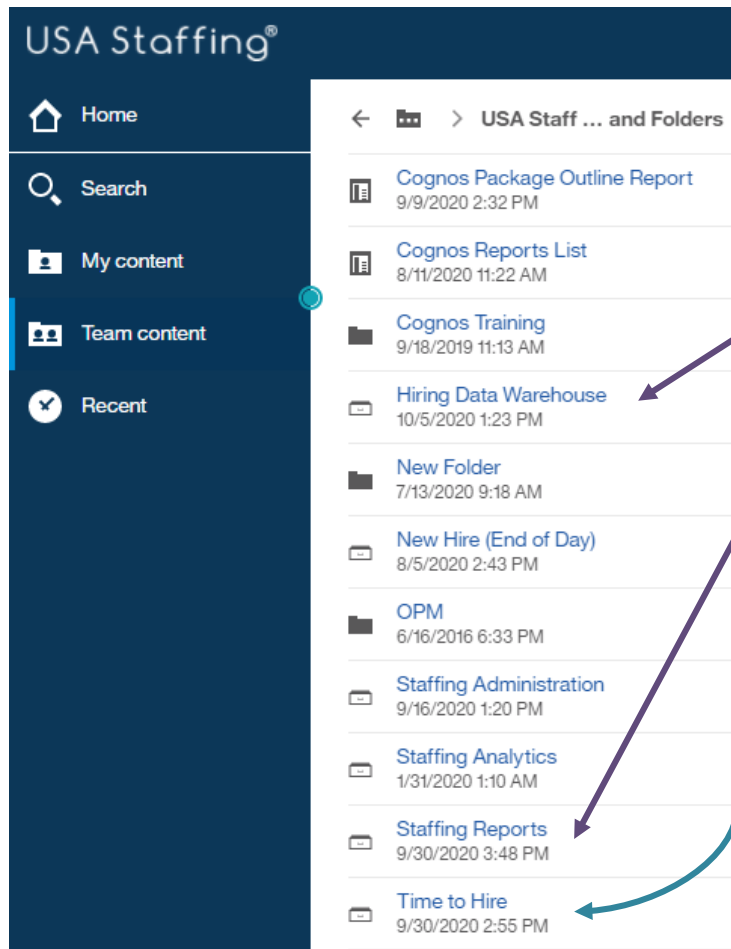 USA Staffing®
Home
Search
My content
Team content
Recent
USA Staff ... and Folders
Cognos Package Outline Report
9/9/2020 2:32 PM
Cognos Reports List
8/11/2020 11:22 AM
Cognos Training
9/18/2019 11:13 AM
Hiring Data Warehouse
10/5/2020 1:23 PM
New Folder
7/13/2020 9:18 AM
New Hire (End of Day)
8/5/2020 2:43 PM
OPM
6/16/2016 6:33 PM
Staffing Administration
9/16/2020 1:20 PM
Staffing Analytics
1/31/2020 1:10 AM
Staffing Reports
9/30/2020 3:48 PM
Time to Hire
9/30/2020 2:55 PM